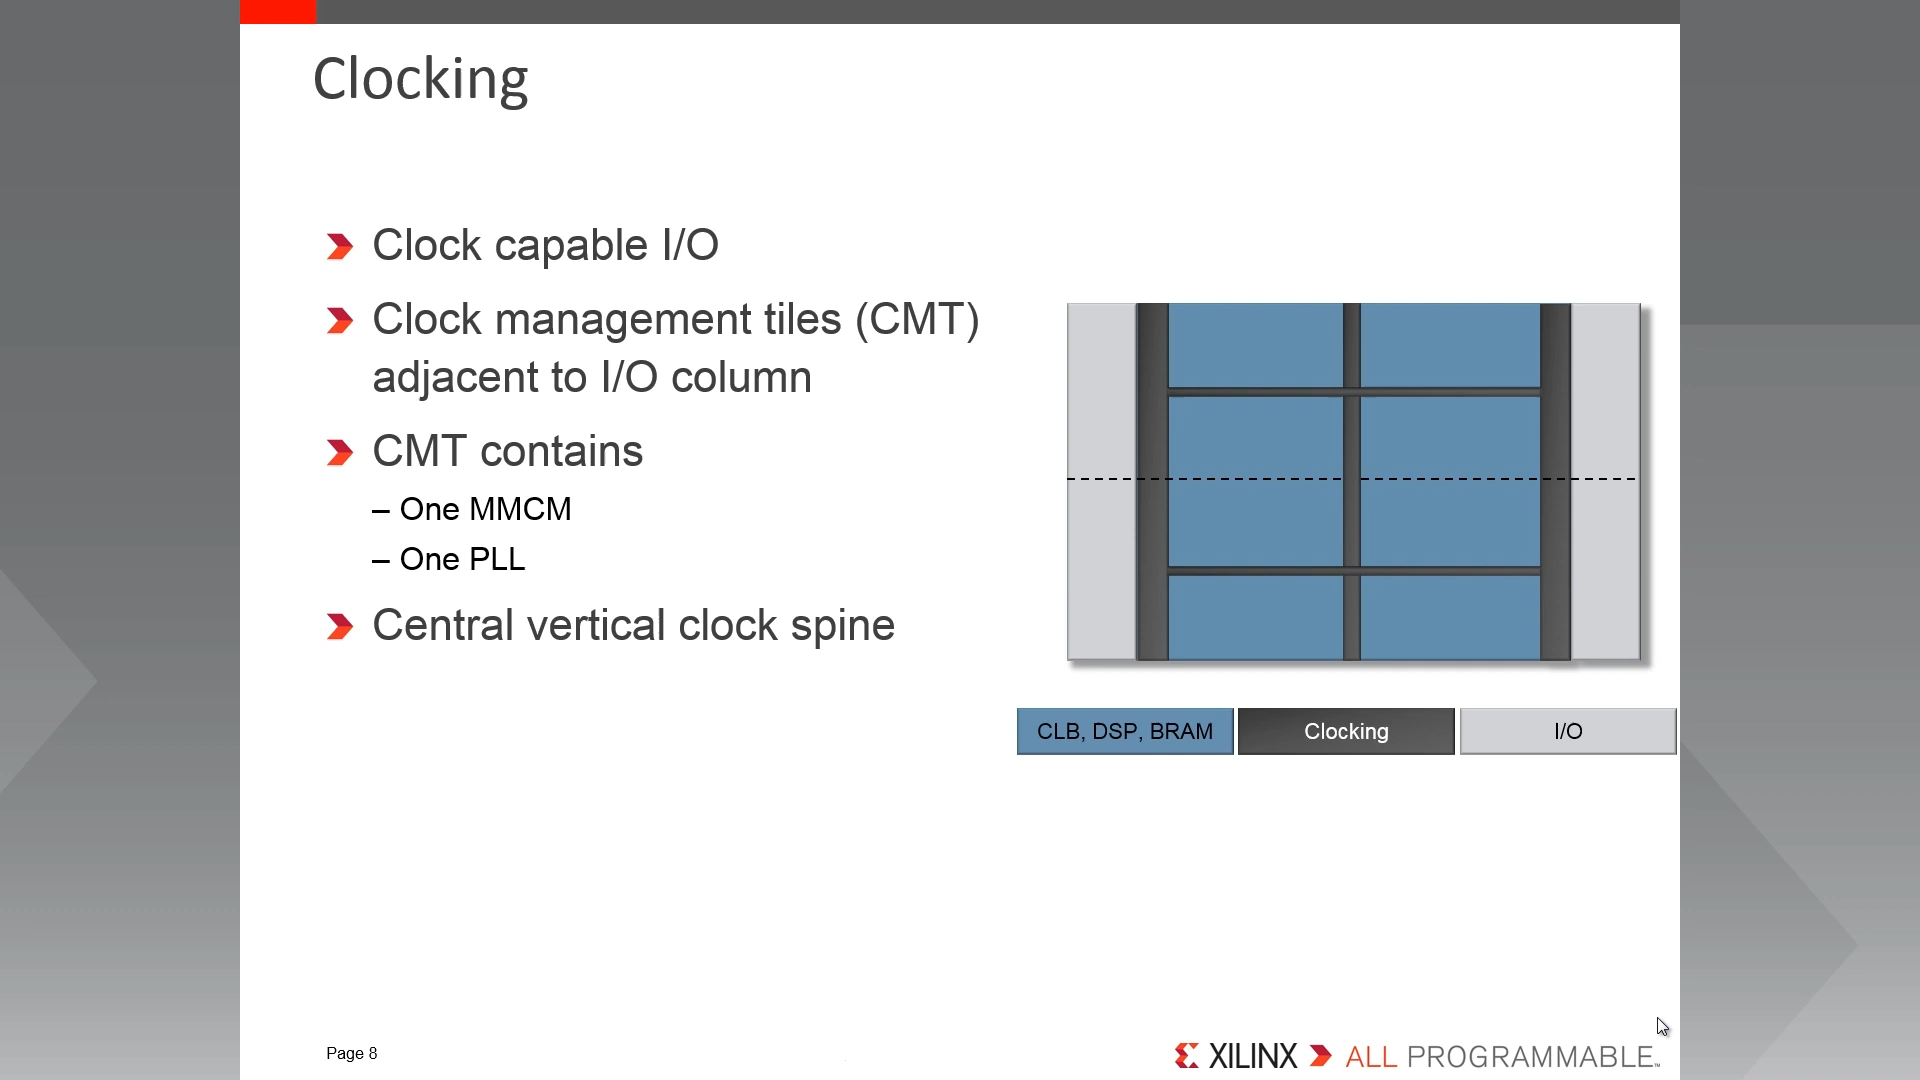 Clocking
Clock capable I/O
Clock management tiles (CMT)
adjacent to I/O column
CMT contains
– One MMCM
– One PLL
Central vertical clock spine
CLB, DSP, BRAM
Clocking
I/O
Page 8
XILINX ALL PROGRAMMABLE™